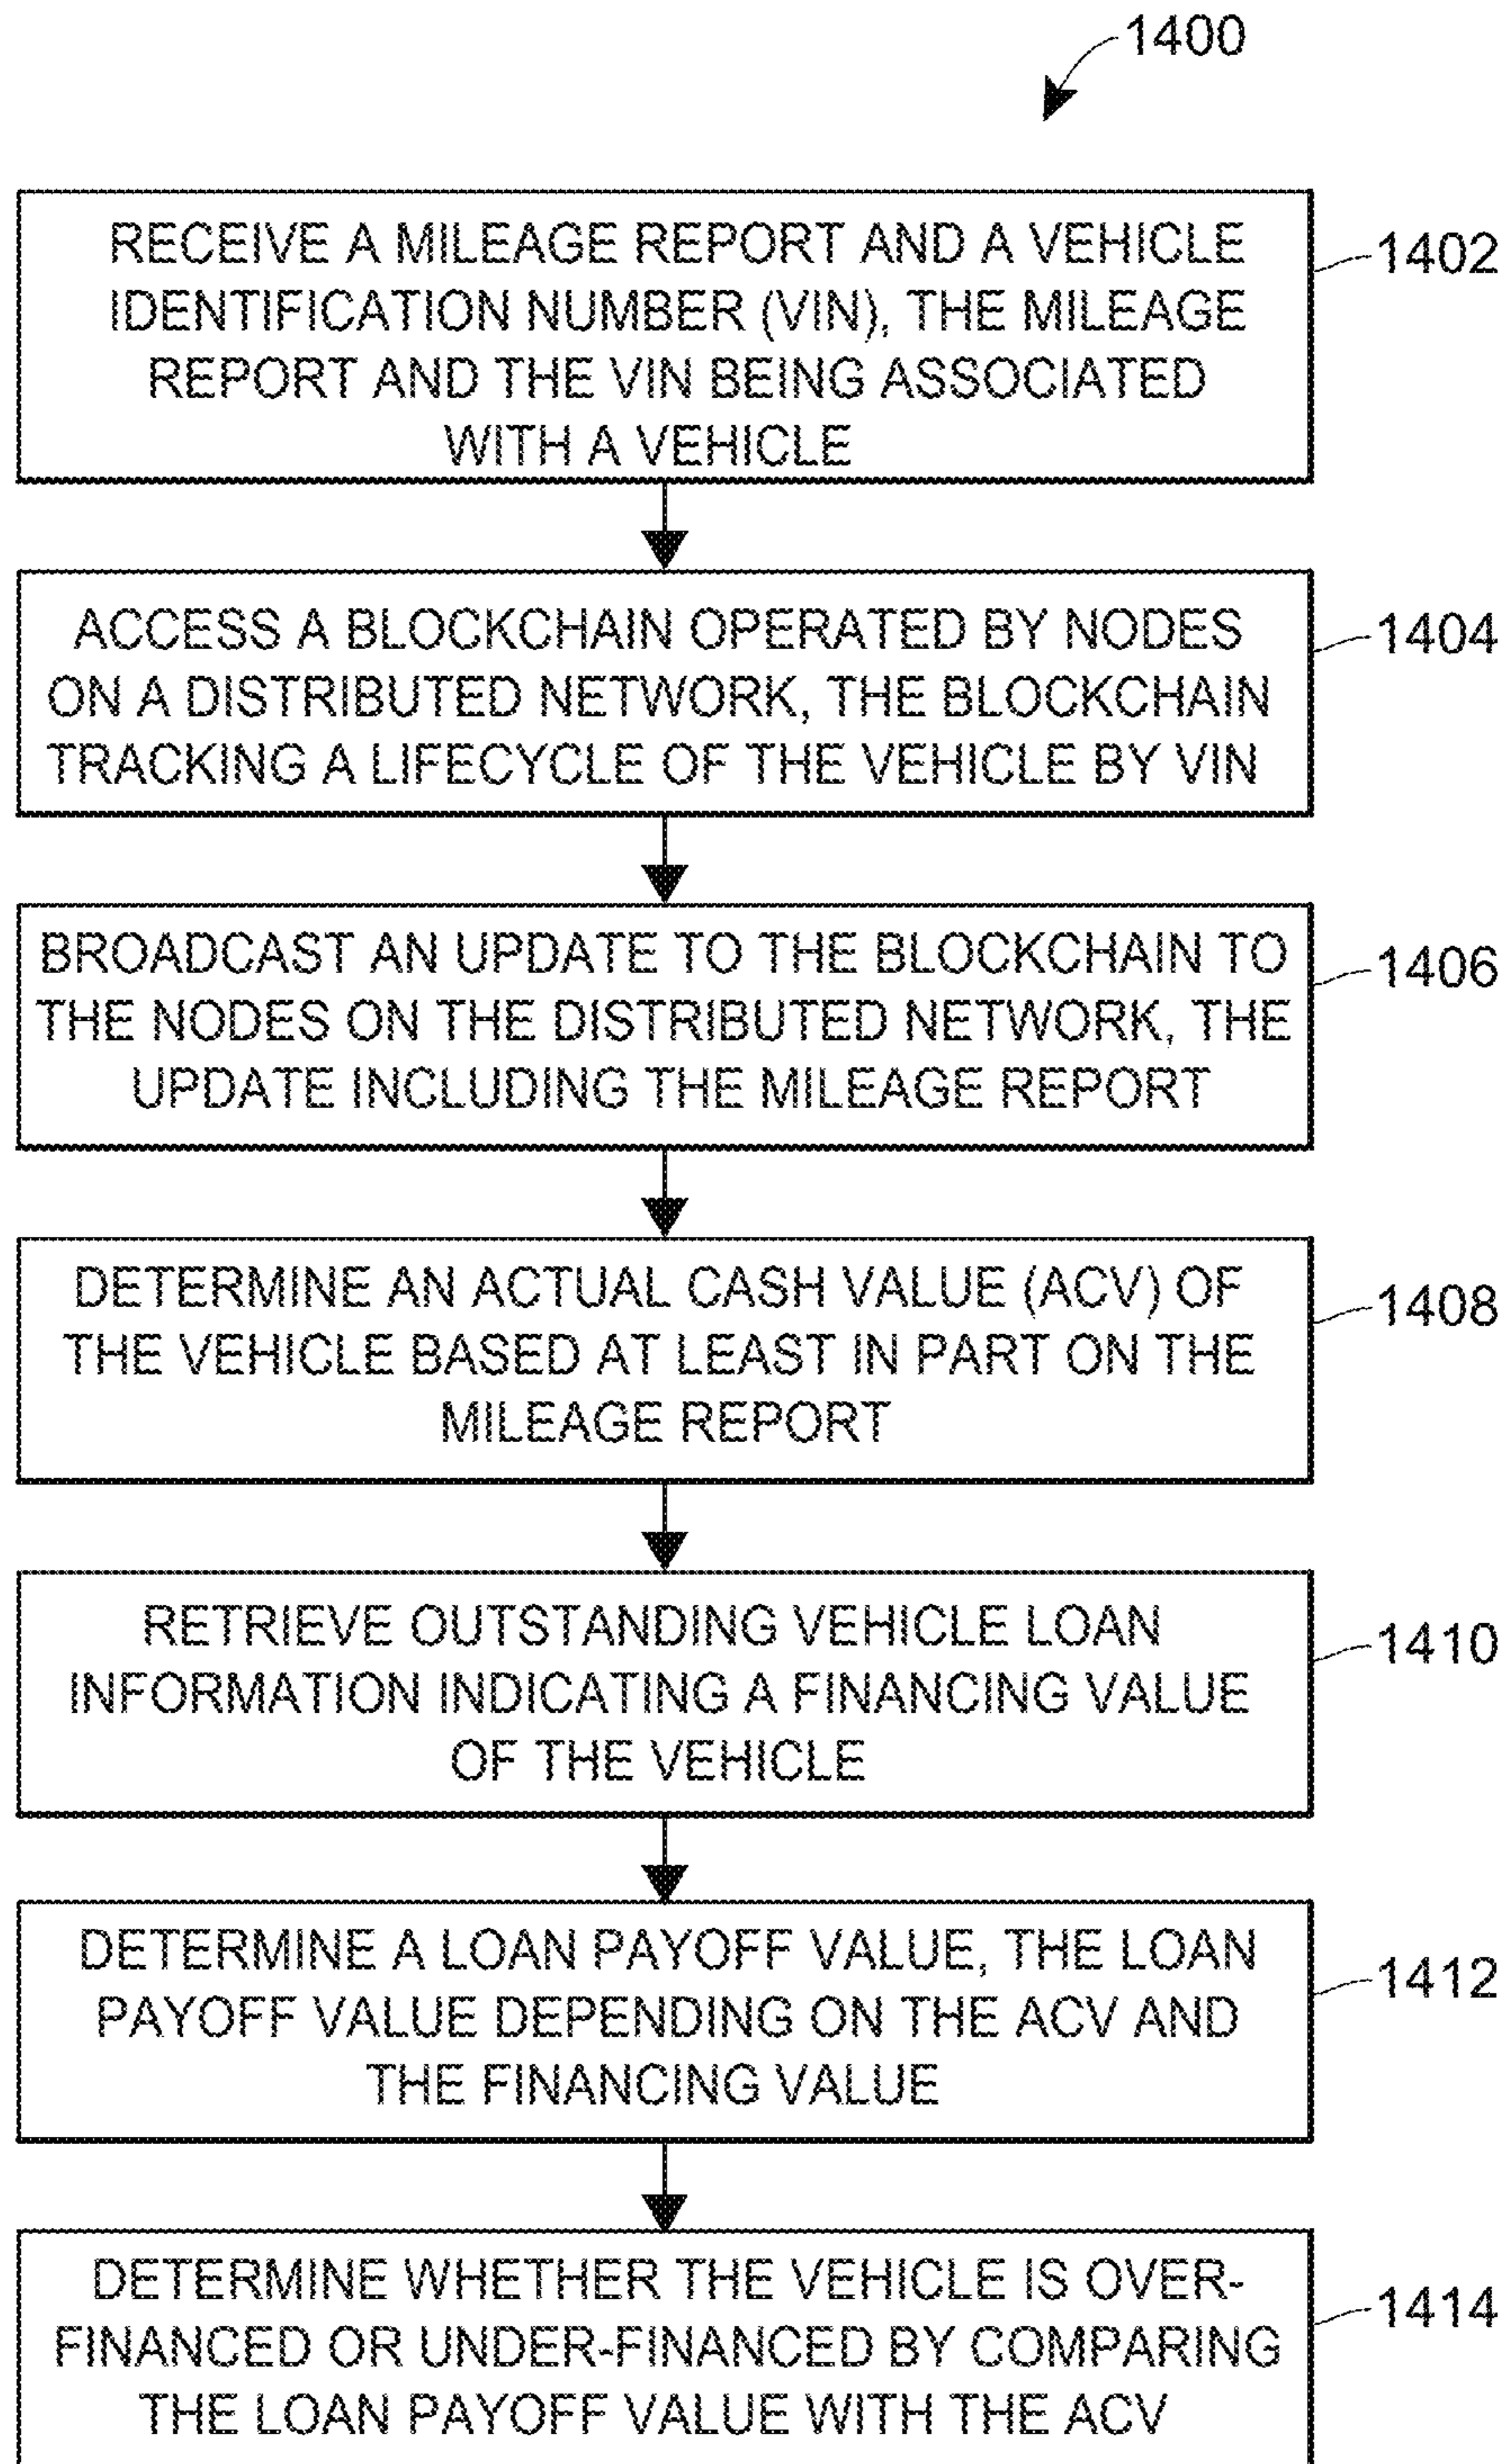 1400
RECEIVE A MILEAGE REPORT AND A VEHICLE
IDENTIFICATION NUMBER (VIN), THE MILEAGE
REPORT AND THE VIN BEING ASSOCIATED
WITH A VEHICLE
1402
ACCESS A BLOCKCHAIN OPERATED BY NODES
ON A DISTRIBUTED NETWORK, THE BLOCKCHAIN
TRACKING A LIFECYCLE OF THE VEHICLE BY VIN
1404
BROADCAST AN UPDATE TO THE BLOCKCHAIN TO
THE NODES ON THE DISTRIBUTED NETWORK, THE
UPDATE INCLUDING THE MILEAGE REPORT
1406
DETERMINE AN ACTUAL CASH VALUE (ACV) OF
THE VEHICLE BASED AT LEAST IN PART ON THE
MILEAGE REPORT
1408
RETRIEVE OUTSTANDING VEHICLE LOAN
INFORMATION INDICATING A FINANCING VALUE
OF THE VEHICLE
1410
DETERMINE A LOAN PAYOFF VALUE, THE LOAN
PAYOFF VALUE DEPENDING ON THE ACV AND
THE FINANCING VALUE
1412
DETERMINE WHETHER THE VEHICLE IS OVER-
FINANCED OR UNDER-FINANCED BY COMPARING
THE LOAN PAYOFF VALUE WITH THE ACV
1414